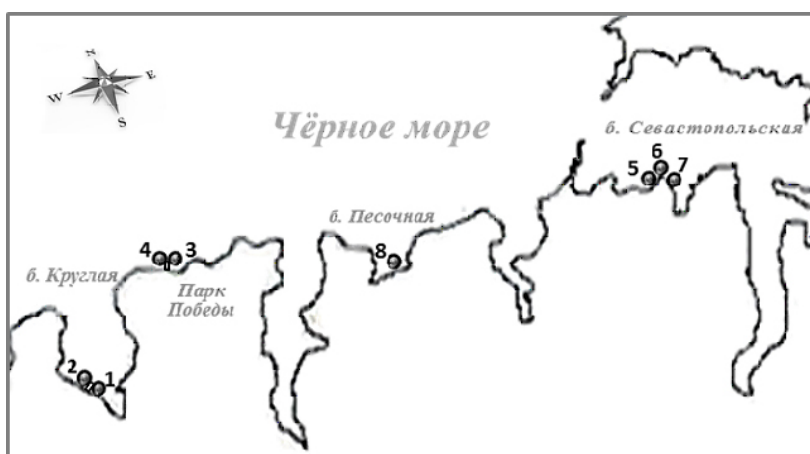 N
W
E
S
Чёрное море
б. Севастопольская
6
5
7
б. Песочная
8
4
3
б. Круглая
Парк
Победы
2
1